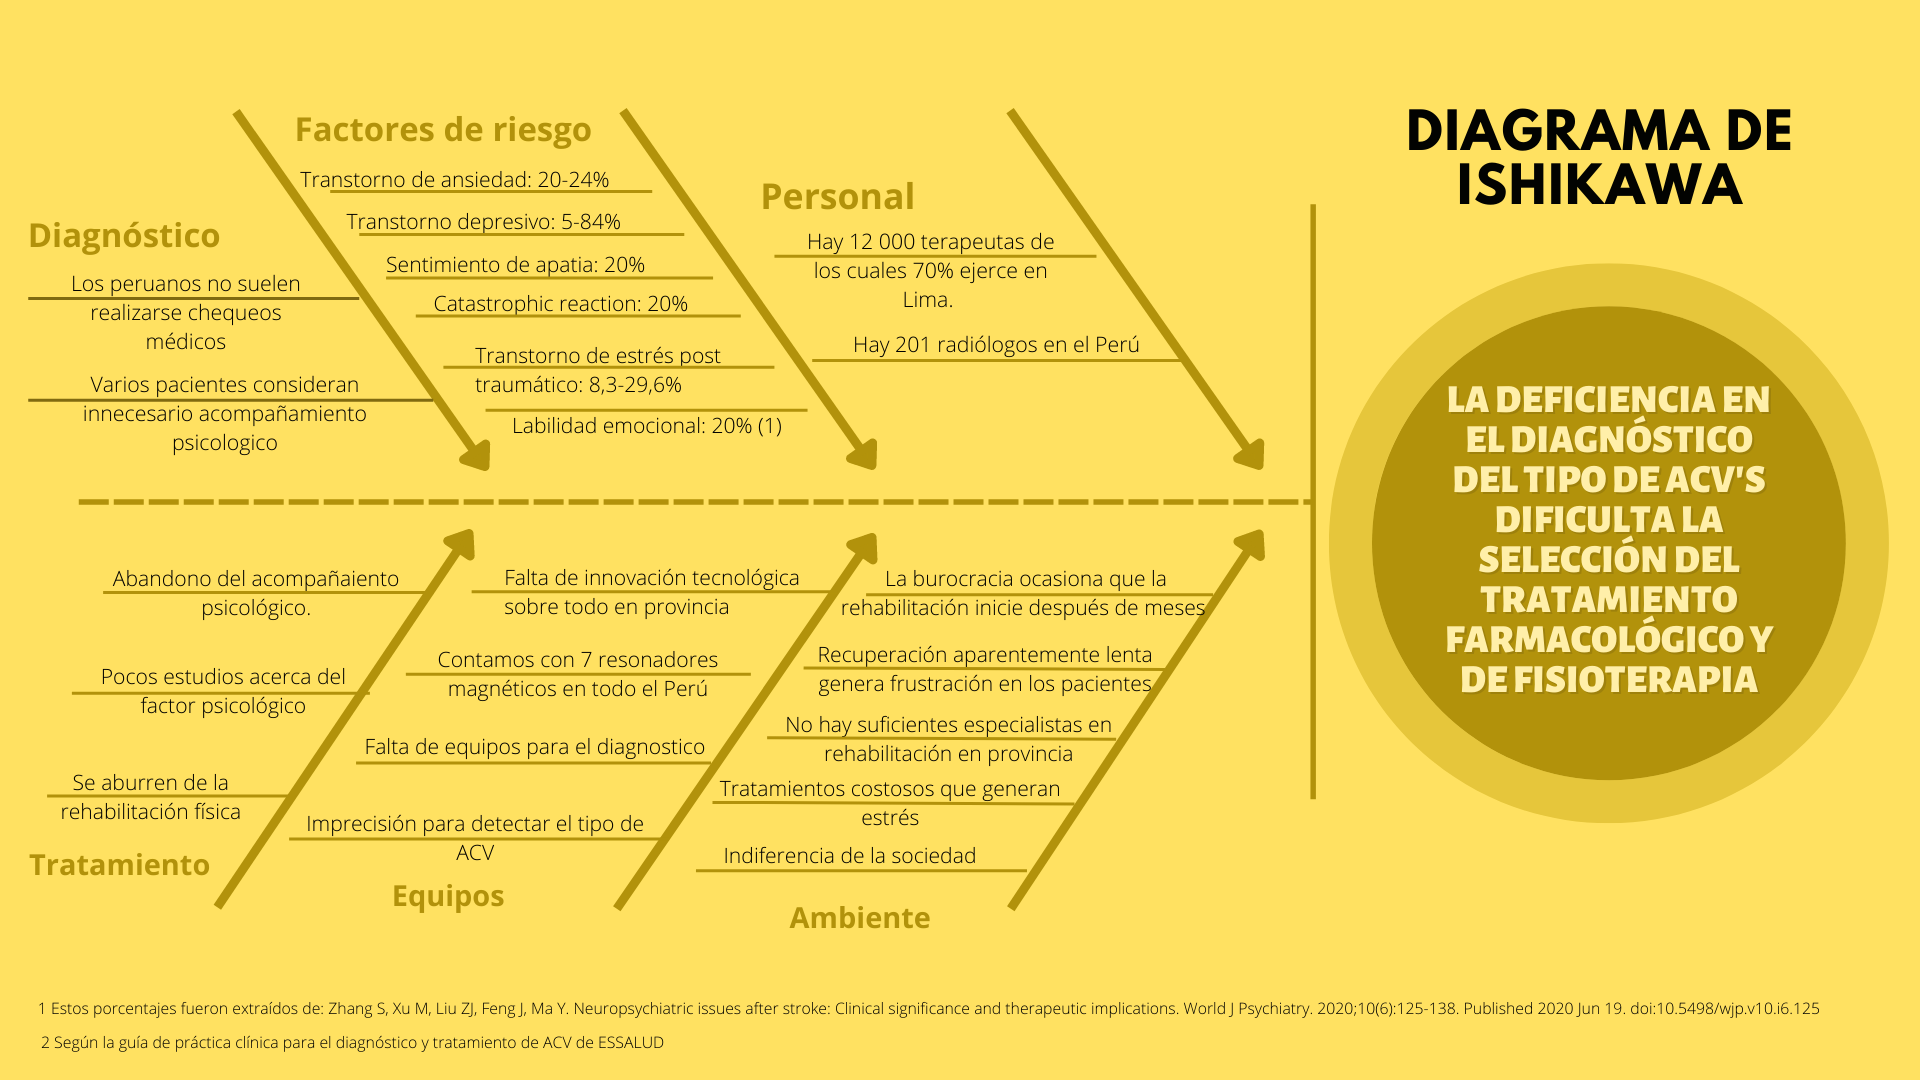 DIAGRAMA DE
ISHIKAWA
Diagnóstico
Los peruanos no suelen
realizarse chequeos
médicos
Varios pacientes consideran
innecesario acompañamiento
psicologico
Factores de riesgo
Transtorno de ansiedad: 20-24%
Transtorno depresivo: 5-84%
Sentimiento de apatia: 20%
Catastrophic reaction: 20%
Transtorno de estrés post
traumático: 8,3-29,6%
Labilidad emocional: 20% (1)
Personal
Hay 12 000 terapeutas de
los cuales 70% ejerce en
Lima.
Hay 201 radiólogos en el Perú
LA DEFICIENCIA EN
EL DIAGNÓSTICO
DEL TIPO DE ACV'S
DIFICULTA LA
SELECCIÓN DEL
TRATAMIENTO
FARMACOLÓGICO Y
DE FISIOTERAPIA
Abandono del acompañaiento
psicológico.
Pocos estudios acerca del
factor psicológico
Se aburren de la
rehabilitación física
Tratamiento
Falta de innovación tecnológica
sobre todo en provincia
Contamos con 7 resonadores
magnéticos en todo el Perú
Falta de equipos para el diagnostico
Imprecisión para detectar el tipo de
ACV
Equipos
La burocracia ocasiona que la
rehabilitación inicie después de meses
Recuperación aparentemente lenta
genera frustración en los pacientes
No hay suficientes especialistas en
rehabilitación en provincia
Tratamientos costosos que generan
estrés
Indiferencia de la sociedad
Ambiente
1 Estos porcentajes fueron extraídos de: Zhang S, Xu M, Liu ZJ, Feng J, Ma Y. Neuropsychiatric issues after stroke: Clinical significance and therapeutic implications. World J Psychiatry. 2020;10(6):125-138. Published 2020 Jun 19. doi:10.5498/wjp.v10.i6.125
2 Según la guía de práctica clínica para el diagnóstico y tratamiento de ACV de ESSALUD